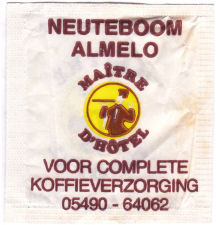 NEUTEBOOM
ALMELO
MAÎTRE
D'HÔTEL
VOOR COMPLETE
KOFFIEVERZORGING
05490 - 64062